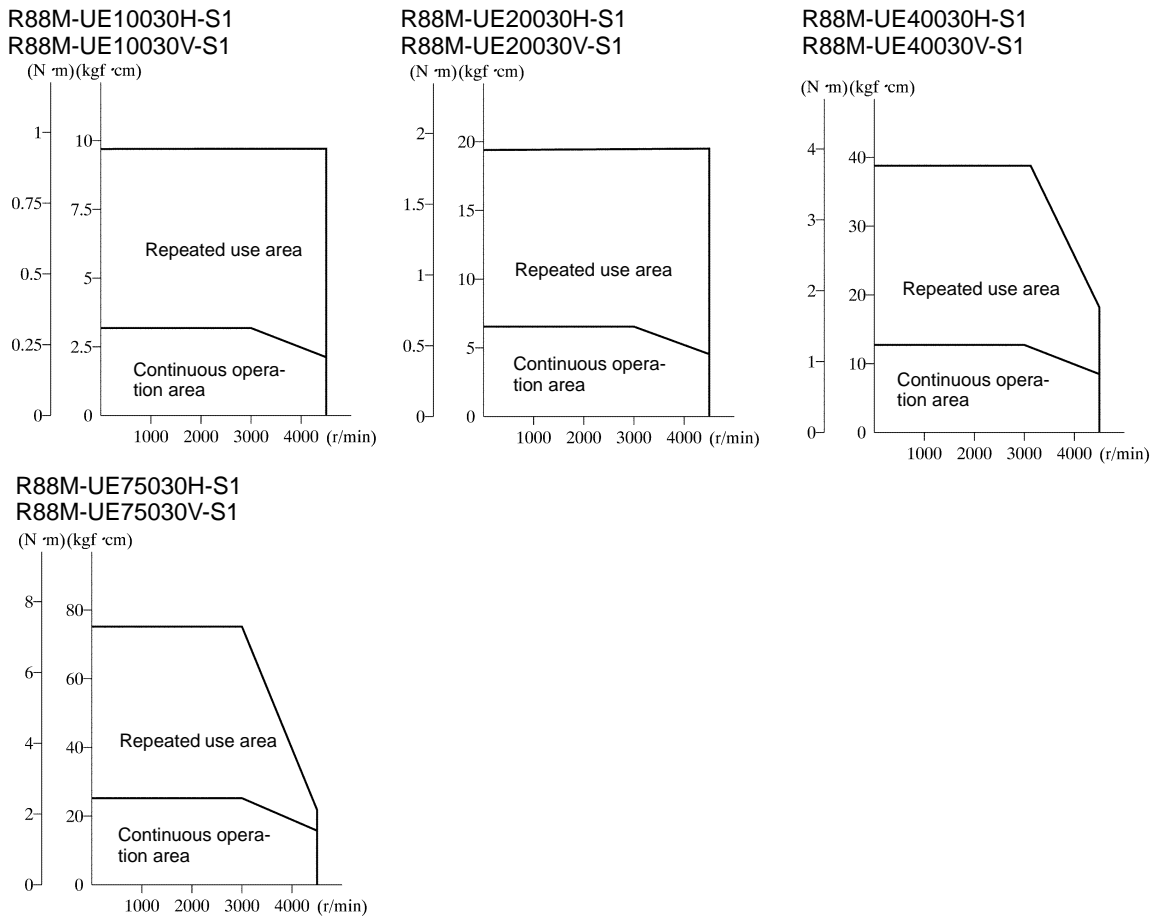 R88M-UE10030H-S1
R88M-UE10030V-S1
(N·m)(kgf·cm)
1
0.75
0.5
0.25
0
10
7.5
5
2.5
0
Repeated use area
Continuous opera-
tion area
1000 2000 3000 4000 (r/min)
R88M-UE20030H-S1
R88M-UE20030V-S1
(N·m)(kgf·cm)
2
1.5
1
0.5
0
20
15
10
5
0
Repeated use area
Continuous opera-
tion area
1000 2000 3000 4000 (r/min)
R88M-UE40030H-S1
R88M-UE40030V-S1
(N·m)(kgf·cm)
4
3
2
1
0
40
30
20
10
0
Repeated use area
Continuous opera-
tion area
1000 2000 3000 4000 (r/min)
R88M-UE75030H-S1
R88M-UE75030V-S1
(N·m)(kgf·cm)
8
6
4
2
0
80
60
40
20
0
Repeated use area
Continuous opera-
tion area
1000 2000 3000 4000 (r/min)